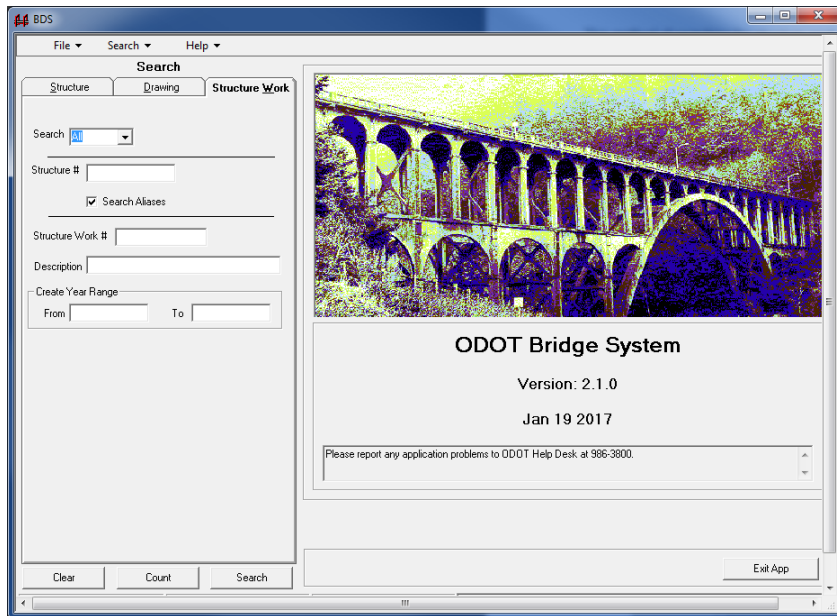 BDS
File Search Help
Search
Structure Drawing Structure Work
Search All
Structure #
Search Aliases
Structure Work #
Description
Create Year Range
From To
Clear Count Search
ODOT Bridge System
Version: 2.1.0
Jan 19 2017
Please report any application problems to ODOT Help Desk at 986-3800.
Exit App